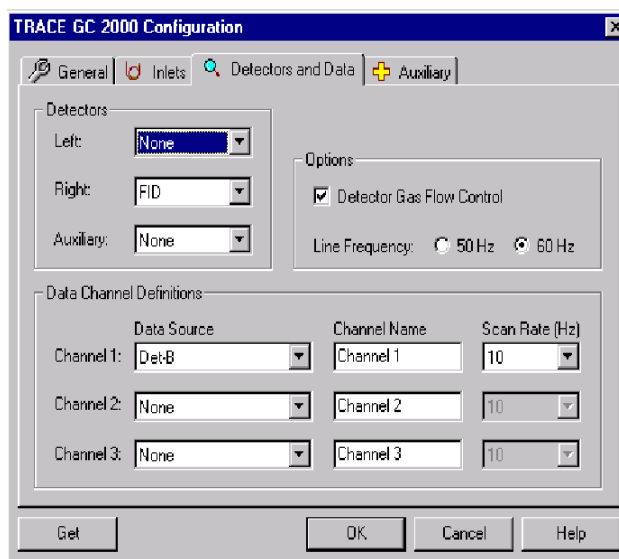 TRACE GC 2000 Configuration
General Inlets Detectors and Data Auxiliary
Detectors
Left: None
Right: FID
Auxiliary: None
Options
Detector Gas Flow Control
Line Frequency: 50 Hz 60 Hz
Data Channel Definitions
Data Source Channel Name Scan Rate (Hz)
Channel 1: Det-B Channel 1 10
Channel 2: None Channel 2 10
Channel 3: None Channel 3 10
Get OK Cancel Help